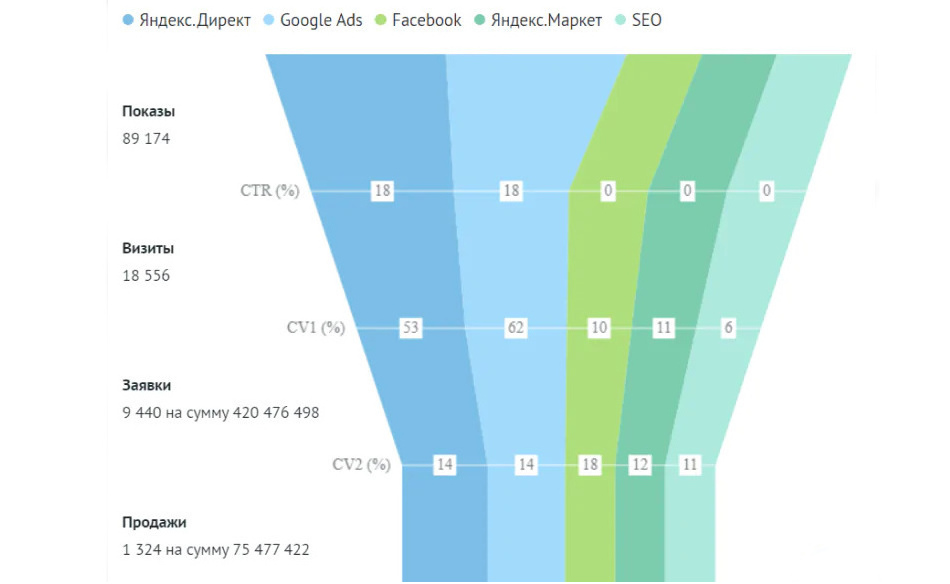 Яндекс.Директ Google Ads Facebook Яндекс.Маркет SEO
Показы
89 174
CTR (%) 18 18 0 0 0
Визиты
18 556
CV1 (%) 53 62 10 11 6
Заявки
9 440 на сумму 420 476 498
CV2 (%) 14 14 18 12 11
Продажи
1 324 на сумму 75 477 422